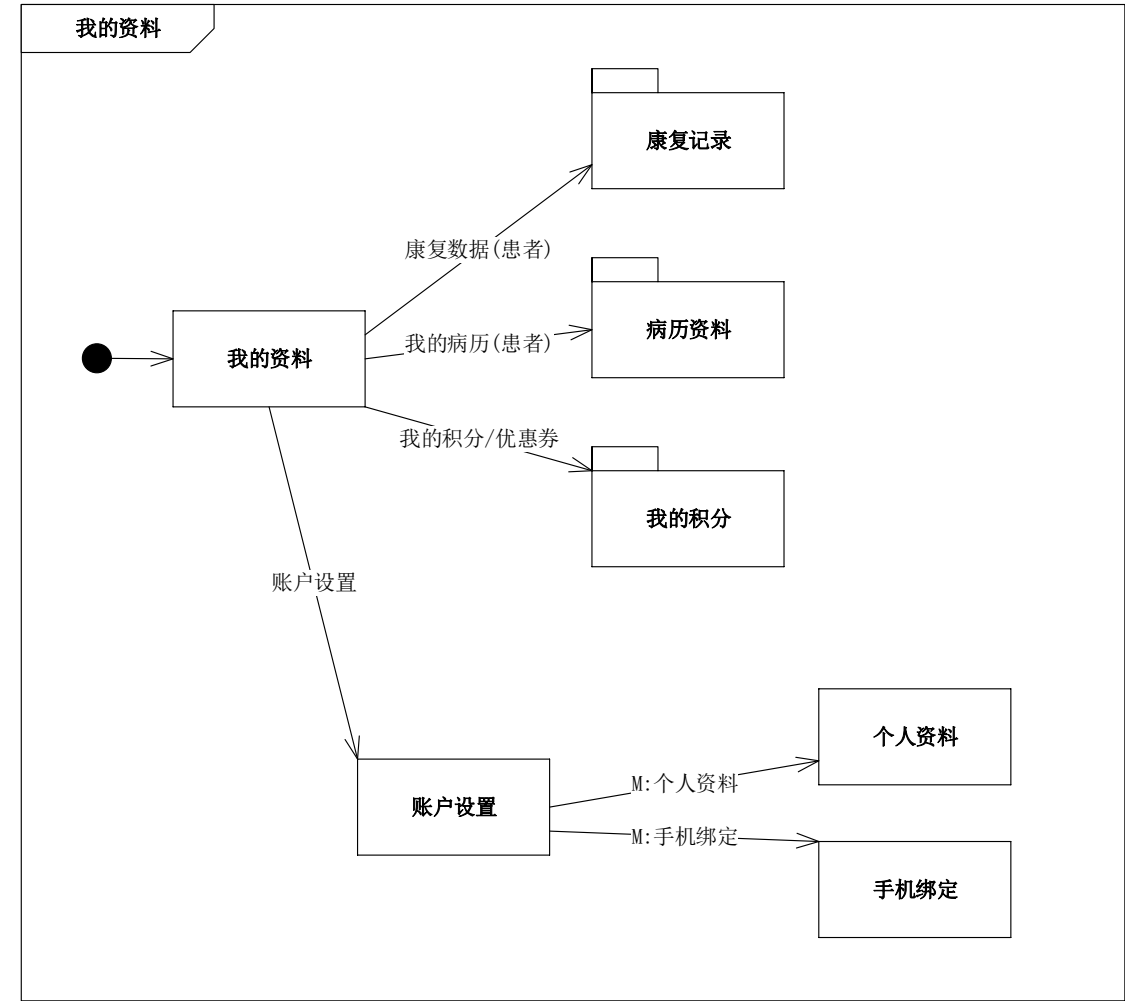 我的资料
康复记录
康复数据(患者)
病历资料
我的病历(患者)
我的资料
我的积分/优惠券
我的积分
账户设置
个人资料
M:个人资料
账户设置
M:手机绑定
手机绑定